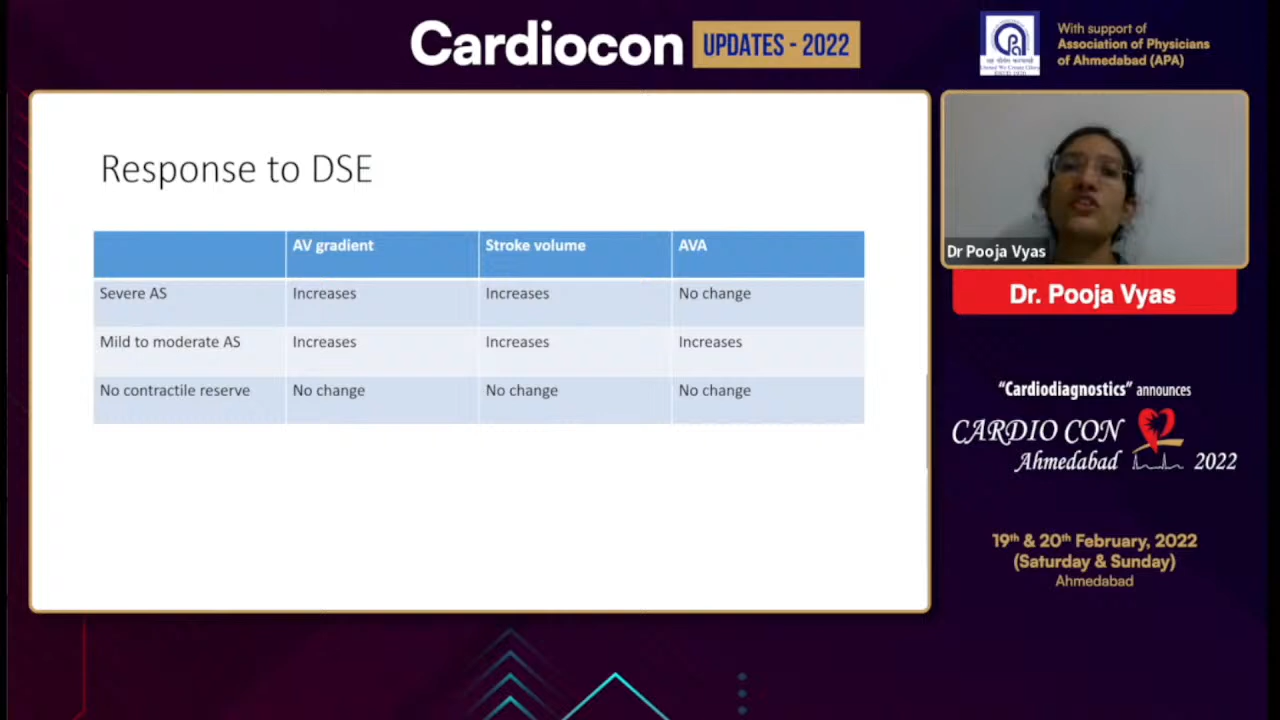 Cardiocon UPDATES - 2022
With support of
Association of Physicians
of Ahmedabad (APA)
Response to DSE
AV gradient Stroke volume AVA
Severe AS Increases Increases No change
Mild to moderate AS Increases Increases Increases
No contractile reserve No change No change No change
Dr Pooja Vyas
Dr. Pooja Vyas
“Cardiodiagnostics” announces
CARDIO CON
Ahmedabad 2022
19th & 20th February, 2022
(Saturday & Sunday)
Ahmedabad